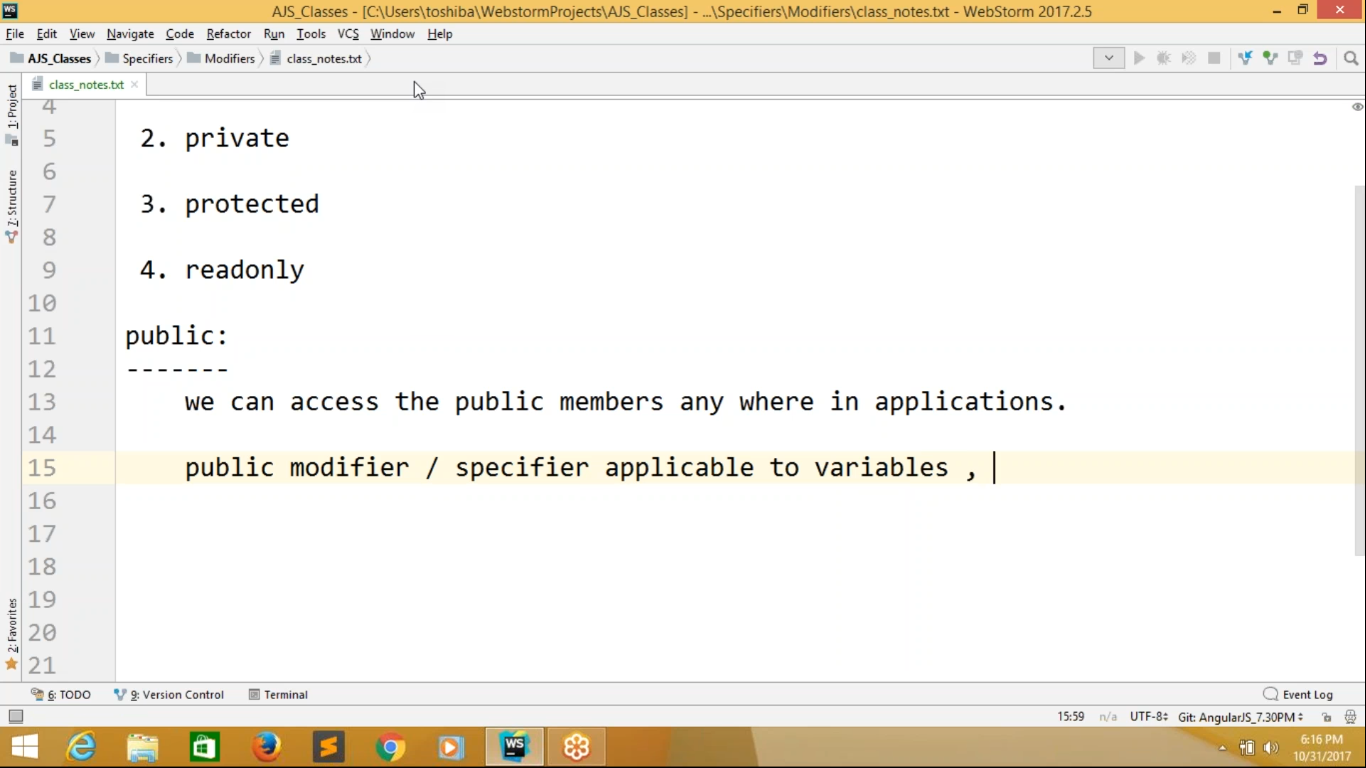 AJS_Classes - [C:\Users\toshiba\WebstormProjects\AJS_Classes] - ...\Specifiers\Modifiers\class_notes.txt - WebStorm 2017.2.5
File Edit View Navigate Code Refactor Run Tools VCS Window Help
AJS_Classes Specifiers Modifiers class_notes.txt
class_notes.txt
1: Project
7: Structure
2: Favorites
4
5 2. private
6
7 3. protected
8
9 4. readonly
10
11 public:
12 -------
13 we can access the public members any where in applications.
14
15 public modifier / specifier applicable to variables ,
16
17
18
19
20
21
6: TODO 9: Version Control Terminal Event Log
15:59 n/a UTF-8 Git: AngularJS_7.30PM
WS
6:16 PM
10/31/2017